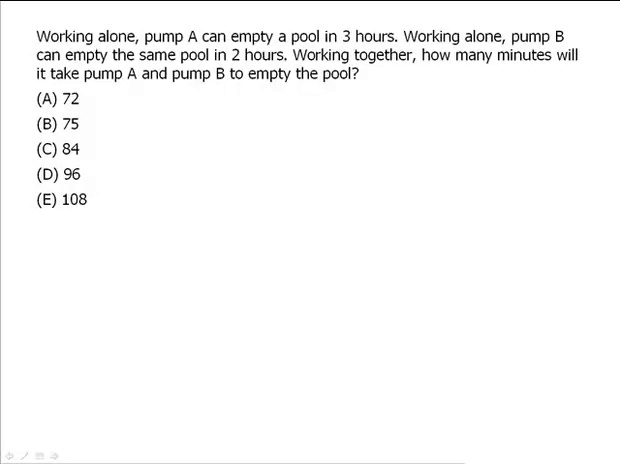 Working alone, pump A can empty a pool in 3 hours. Working alone, pump B
can empty the same pool in 2 hours. Working together, how many minutes will
it take pump A and pump B to empty the pool?
(A) 72
(B) 75
(C) 84
(D) 96
(E) 108